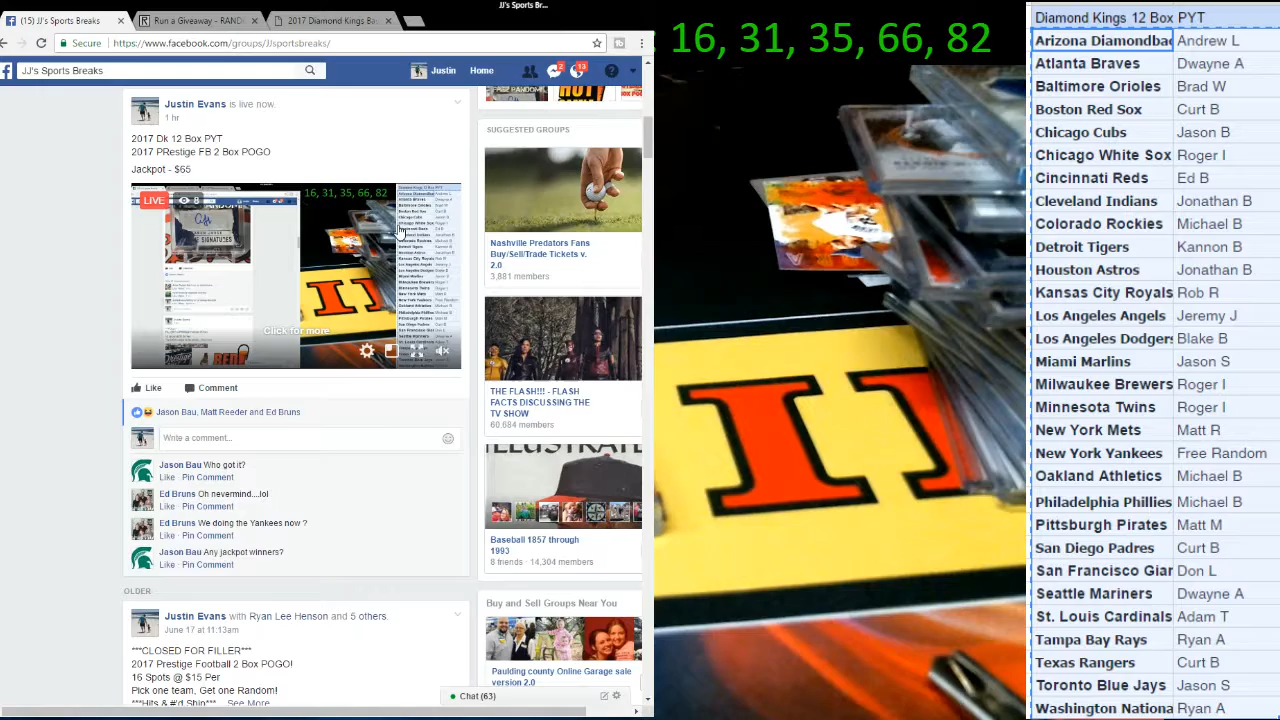 JJ's Sports Br...
(15) JJ's Sports Breaks
Run a Giveaway - RAND
2017 Diamond Kings Bas
Secure
https://www.facebook.com/groups/JJsportsbreaks/
JJ's Sports Breaks
Justin
Home
2
13
Justin Evans is live now.
1 hr
2017 Dk 12 Box PYT
2017 PRestige FB 2 Box POGO
Jackpot - $65
LIVE
8
16, 31, 35, 66, 82
Click for more
Like
Comment
Jason Bau, Matt Reeder and Ed Bruns
Write a comment...
Jason Bau Who got it?
Like · Pin Comment
Ed Bruns Oh nevermind....lol
Like · Pin Comment
Ed Bruns We doing the Yankees now ?
Like · Pin Comment
Jason Bau Any jackpot winners?
Like · Pin Comment
OLDER
Justin Evans with Ryan Lee Henson and 5 others.
June 17 at 11:13am
***CLOSED FOR FILLER***
2017 Prestige Football 2 Box POGO!
16 Spots @ $15 Per
Pick one team, Get one Random!
***Hits & #'d Ship... See More
SUGGESTED GROUPS
Nashville Predators Fans
Buy/Sell/Trade Tickets v.
2.0
3,881 members
THE FLASH!!! - FLASH
FACTS DISCUSSING THE
TV SHOW
60,684 members
Baseball 1857 through
1993
8 friends · 14,304 members
Buy and Sell Groups Near You
Paulding county Online Garage sale
version 2.0
Chat (63)
16, 31, 35, 66, 82
Diamond Kings 12 Box PYT
Arizona Diamondbac Andrew L
Atlanta Braves Dwayne A
Baltimore Orioles Brad W
Boston Red Sox Curt B
Chicago Cubs Jason B
Chicago White Sox Roger I
Cincinnati Reds Ed B
Cleveland Indians Jonathan B
Colorado Rockies Michael B
Detroit Tigers Kannon B
Houston Astros Jonathan B
Kansas City Royals Rob R
Los Angeles Angels Jeremy J
Los Angeles Dodgers Blake B
Miami Marlins Jason S
Milwaukee Brewers Roger I
Minnesota Twins Roger I
New York Mets Matt R
New York Yankees Free Random
Oakland Athletics Michael B
Philadelphia Phillies Michael B
Pittsburgh Pirates Matt M
San Diego Padres Curt B
San Francisco Gian Don L
Seattle Mariners Dwayne A
St. Louis Cardinals Adam T
Tampa Bay Rays Ryan A
Texas Rangers Curt B
Toronto Blue Jays Jason S
Washington Nationa Ryan A